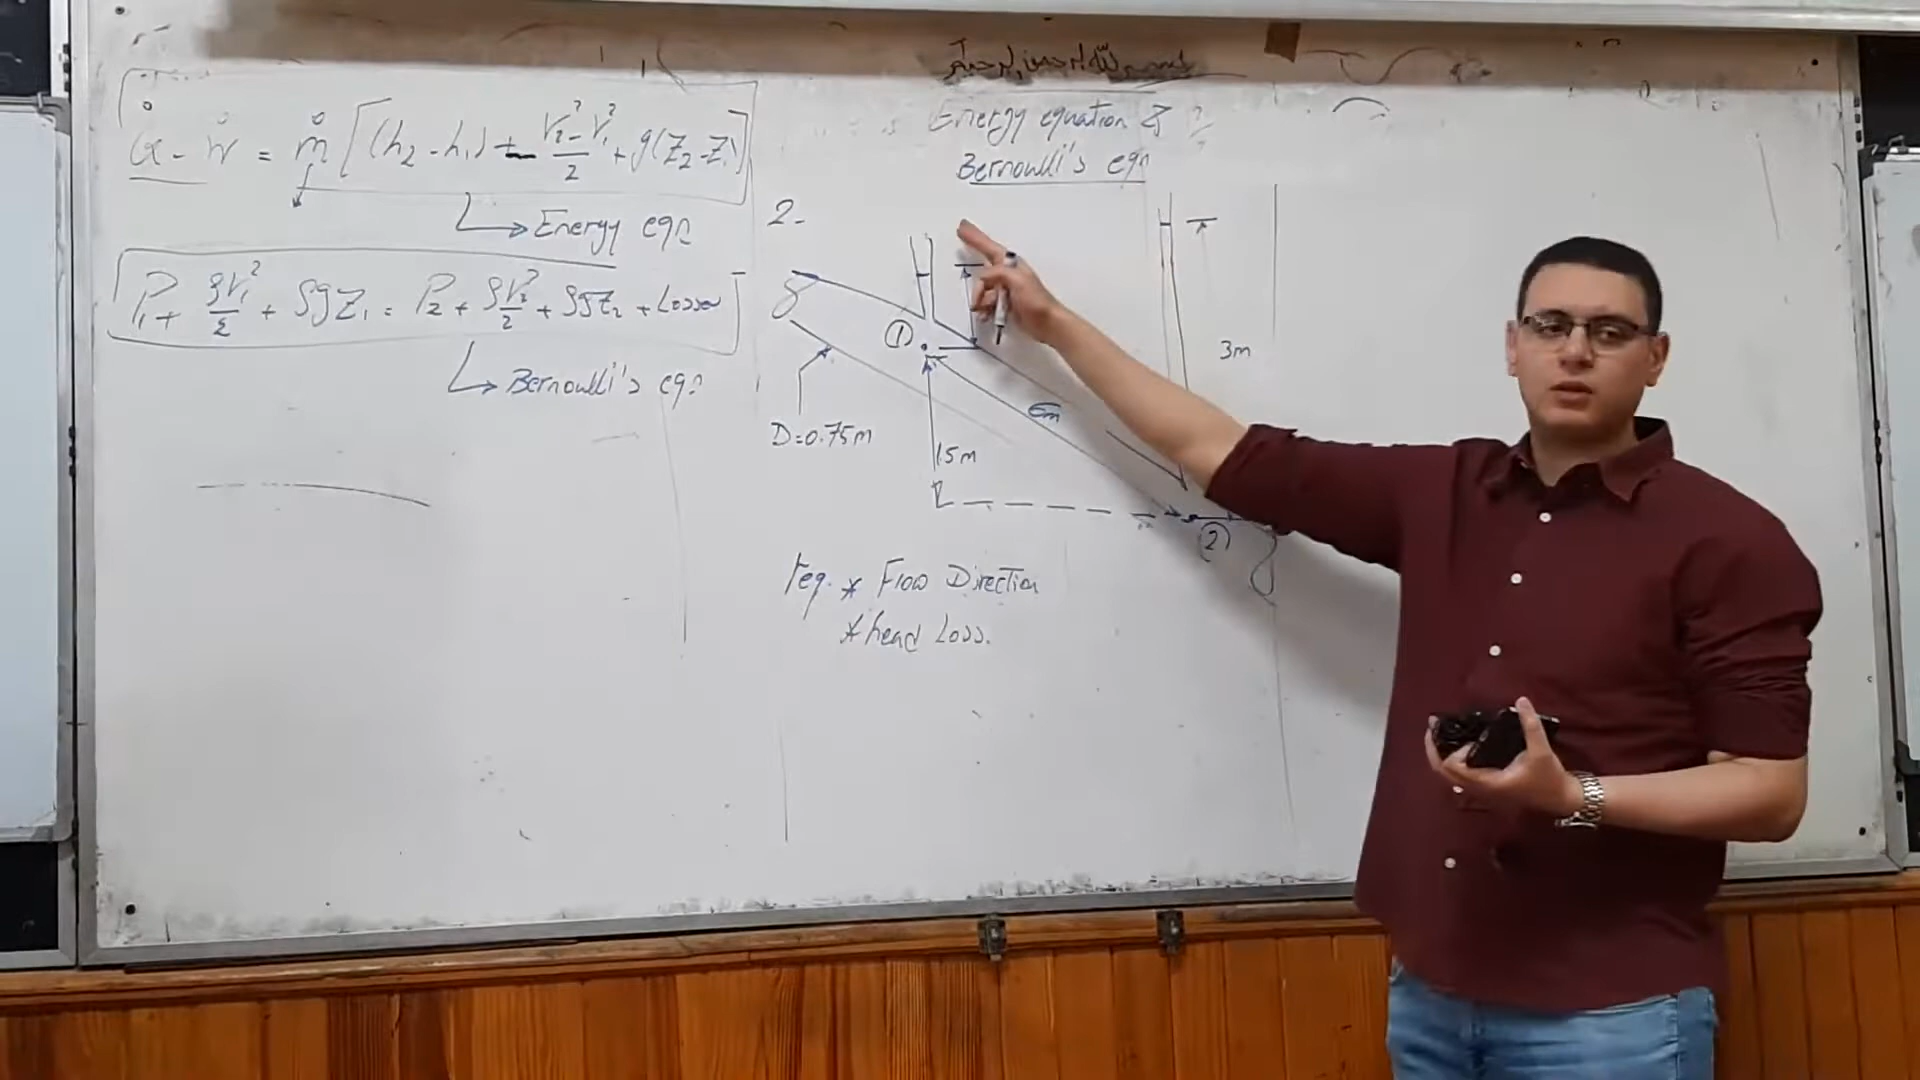 بسم الله الرحمن الرحيم
Energy equation &
Bernoulli's eqn
Q̇ - Ẇ = ṁ [(h₂ - h₁) + (V₂² - V₁²)/2 + g(Z₂ - Z₁)]
Energy eqn
P₁ + ρV₁²/2 + ρgZ₁ = P₂ + ρV₂²/2 + ρgZ₂ + Losses
Bernoulli's eqn
2-
①
3m
6m
D=0.75m
1.5m
②
req. * Flow Direction
* head Loss.